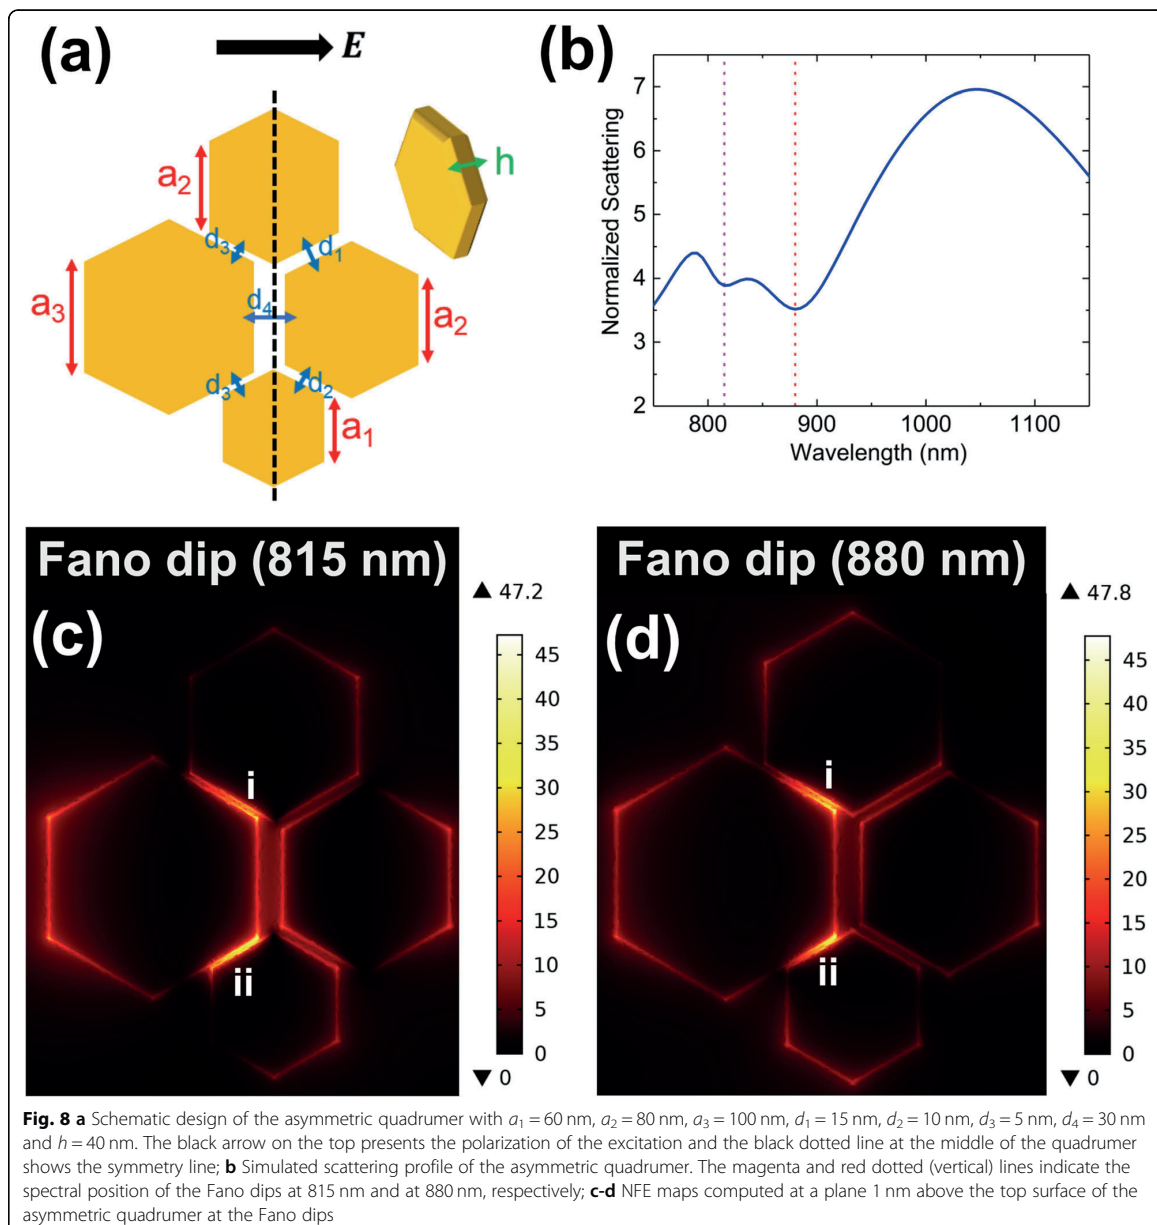 (a)
E
a2
d3
d1
h
a3
d4
a2
d3
d2
a1
(b)
Normalized Scattering
7
6
5
4
3
2
800 900 1000 1100
Wavelength (nm)
Fano dip (815 nm)
(c)
i
ii
▲ 47.2
45
40
35
30
25
20
15
10
5
0
▼ 0
Fano dip (880 nm)
(d)
i
ii
▲ 47.8
45
40
35
30
25
20
15
10
5
0
▼ 0
Fig. 8 a Schematic design of the asymmetric quadrumer with a1 = 60 nm, a2 = 80 nm, a3 = 100 nm, d1 = 15 nm, d2 = 10 nm, d3 = 5 nm, d4 = 30 nm
and h = 40 nm. The black arrow on the top presents the polarization of the excitation and the black dotted line at the middle of the quadrumer
shows the symmetry line; b Simulated scattering profile of the asymmetric quadrumer. The magenta and red dotted (vertical) lines indicate the
spectral position of the Fano dips at 815 nm and at 880 nm, respectively; c-d NFE maps computed at a plane 1 nm above the top surface of the
asymmetric quadrumer at the Fano dips